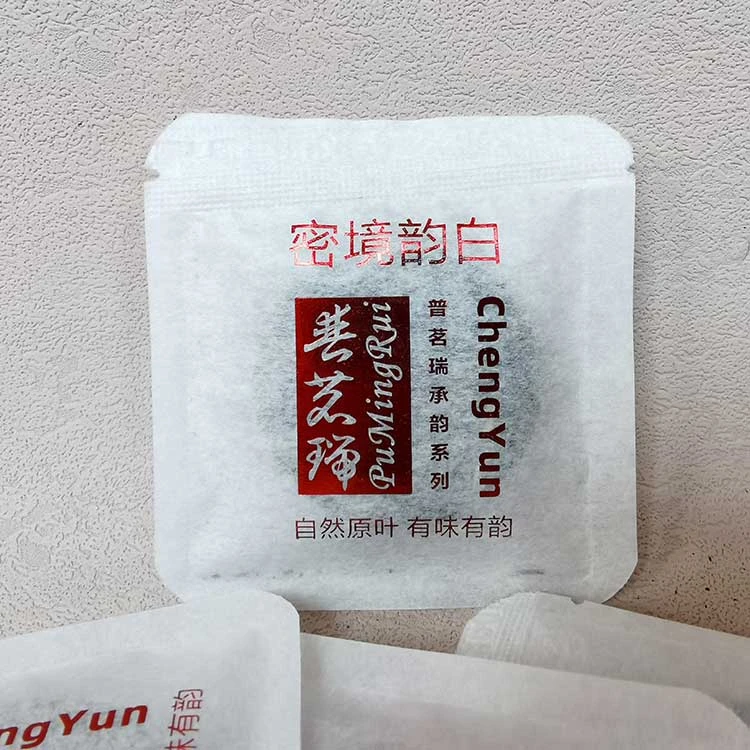 密境韵白
普茗瑞
PuMingRui
普茗瑞承韵系列
ChengYun
自然原叶 有味有韵
ngYun
味有韵